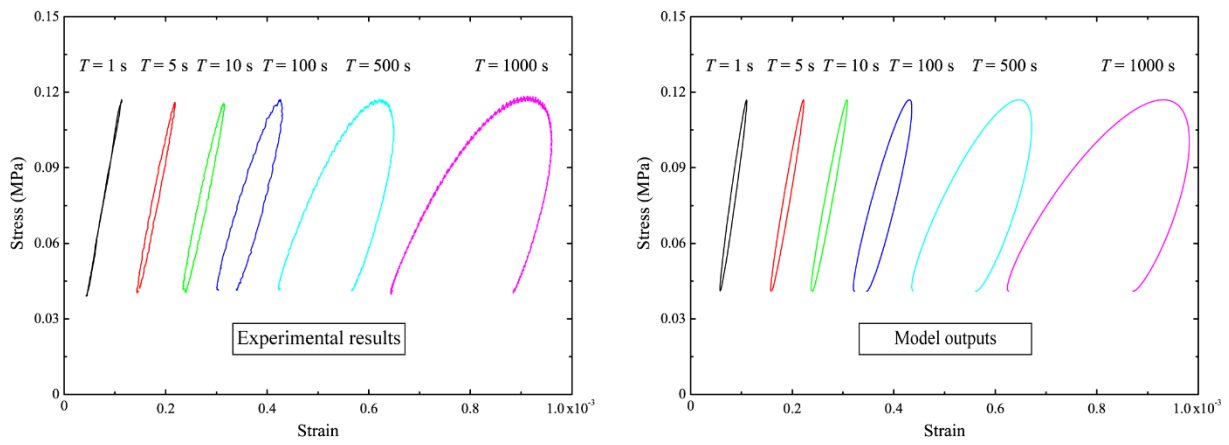 0.15
0.12
0.09
0.06
0.03
0
Stress (MPa)
T = 1 s T = 5 s T = 10 s T = 100 s T = 500 s T = 1000 s
Experimental results
0 0.2 0.4 0.6 0.8 1.0x10⁻³
Strain
0.15
0.12
0.09
0.06
0.03
0
Stress (MPa)
T = 1 s T = 5 s T = 10 s T = 100 s T = 500 s T = 1000 s
Model outputs
0 0.2 0.4 0.6 0.8 1.0x10⁻³
Strain